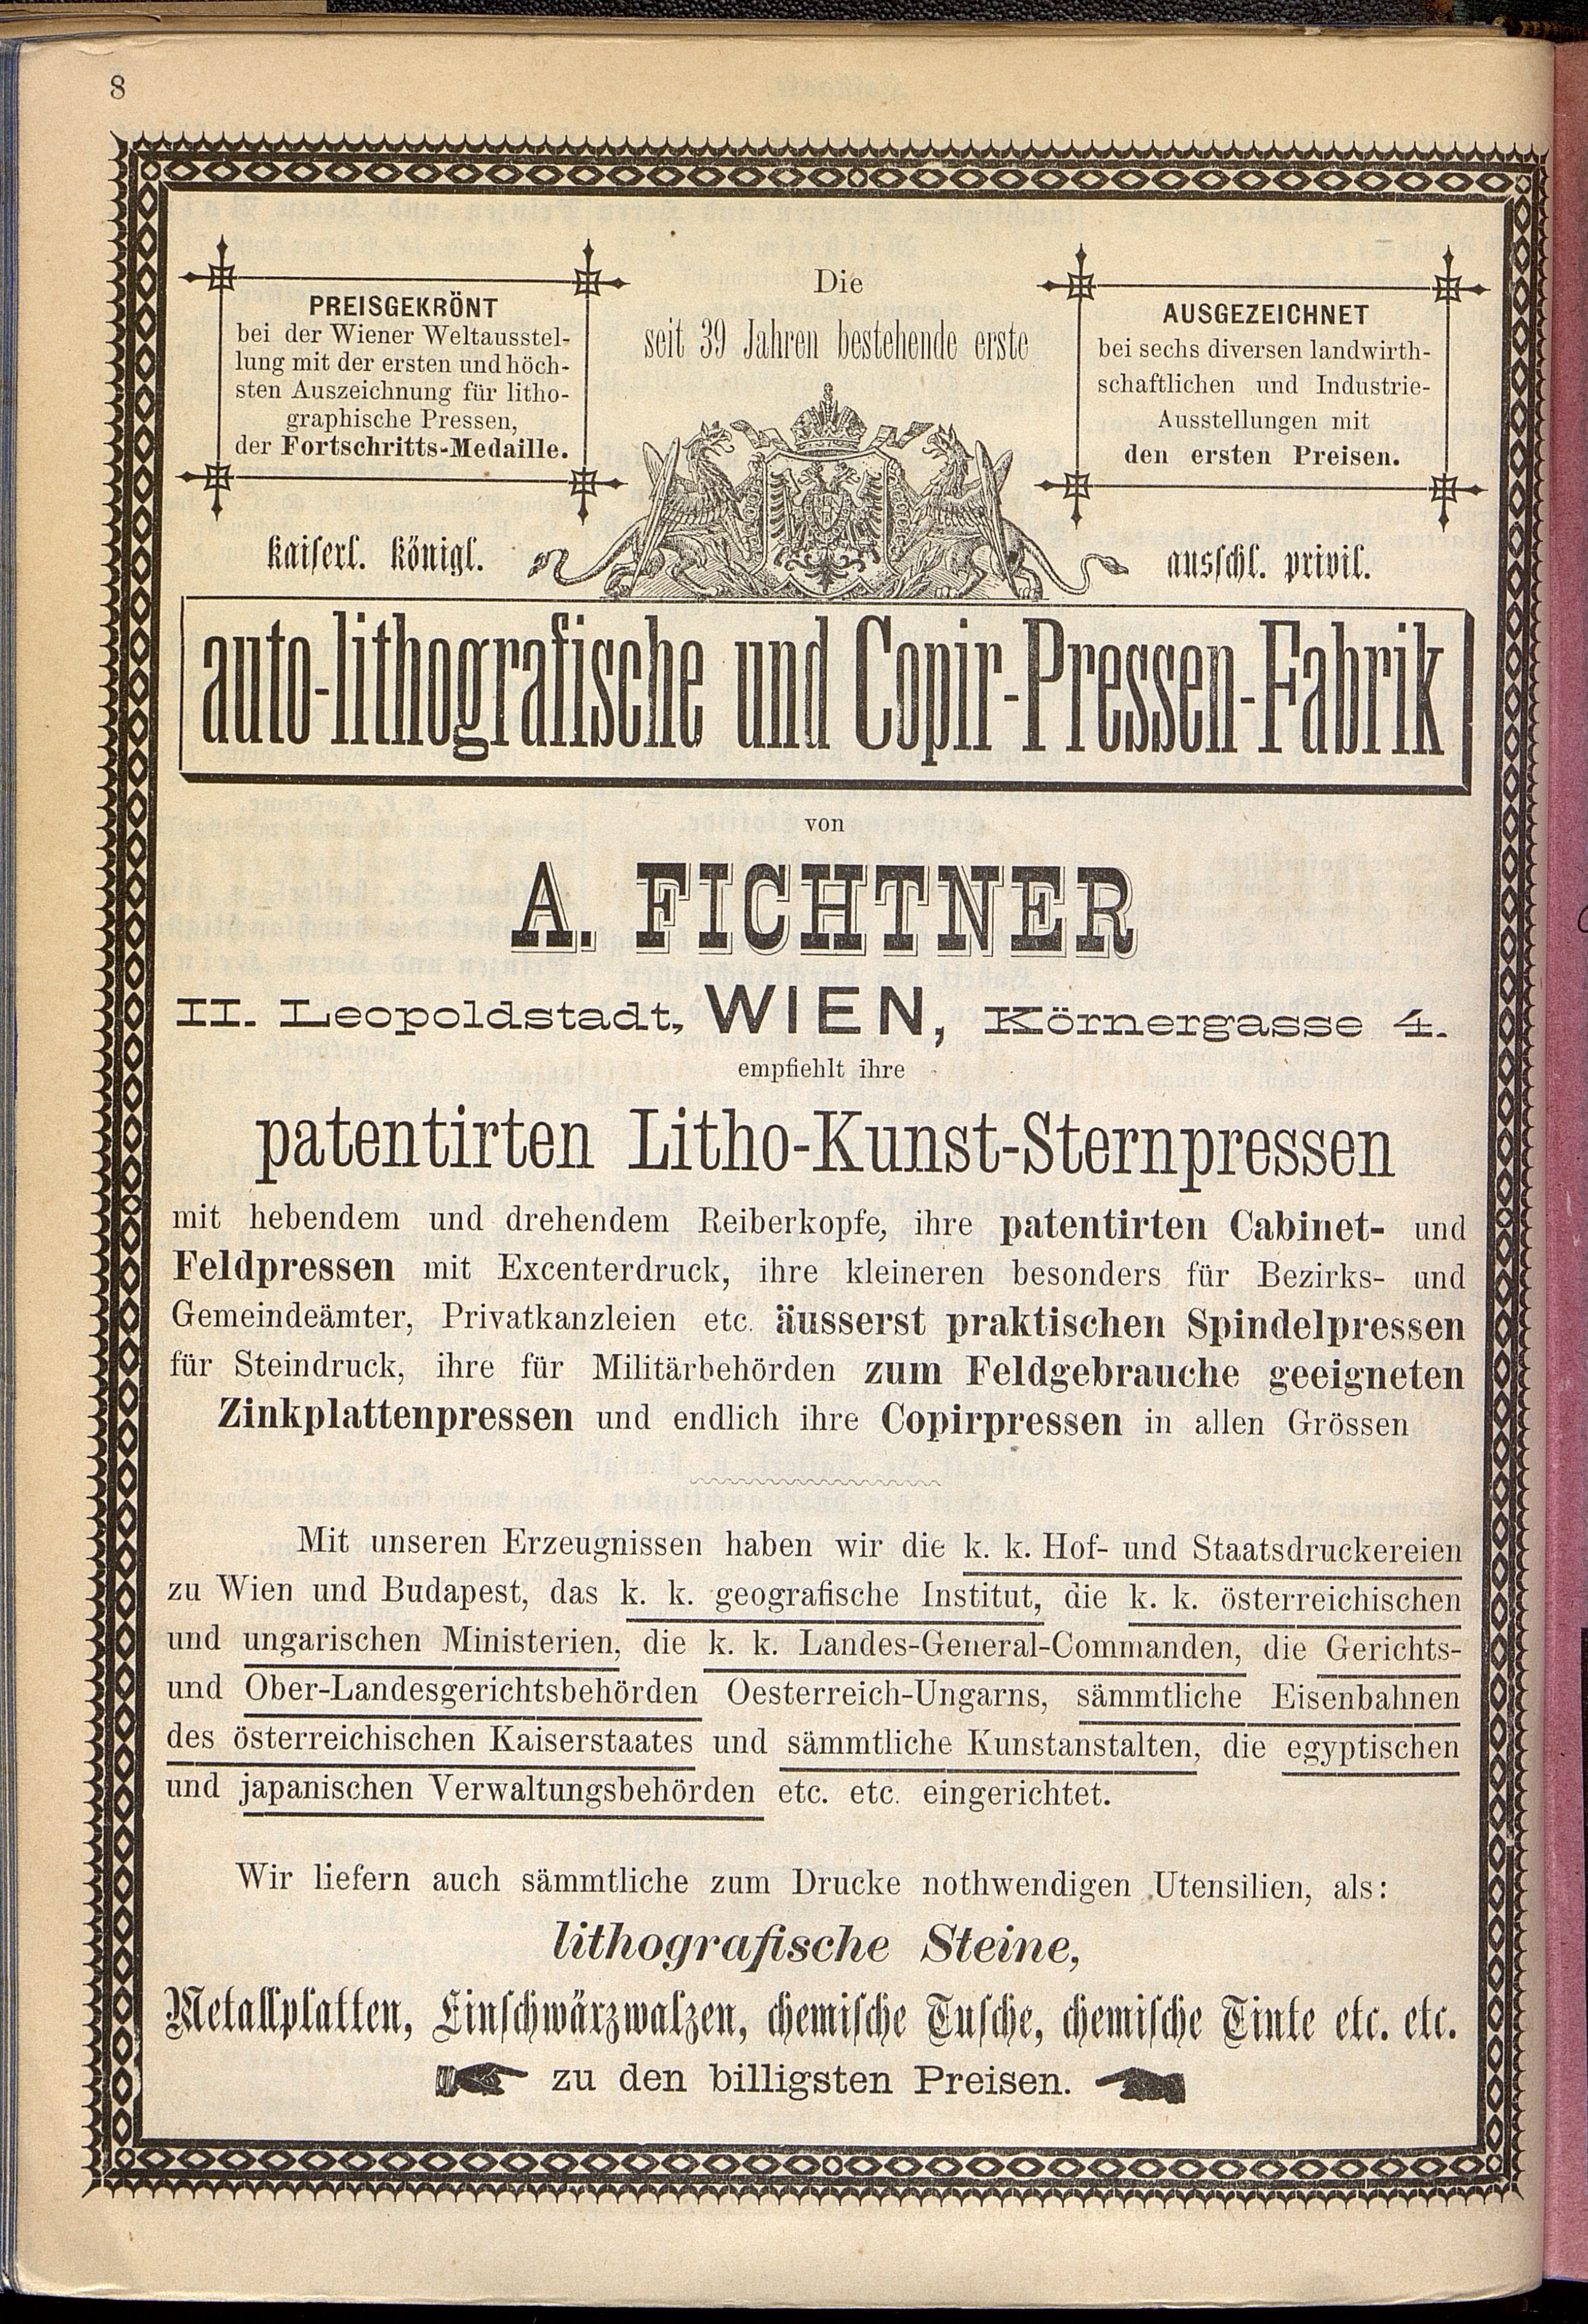 8
PREISGEKRÖNT
bei der Wiener Weltausstel-
lung mit der ersten und höch-
sten Auszeichnung für litho-
graphische Pressen,
der Fortschritts-Medaille.
Die
seit 39 Jahren bestehende erste
AUSGEZEICHNET
bei sechs diversen landwirth-
schaftlichen und Industrie-
Ausstellungen mit
den ersten Preisen.
kaiserl. königl.
ausschl. privil.
auto-lithografische und Copir-Pressen-Fabrik
von
A. FICHTNER
II. Leopoldstadt, WIEN, Körnergasse 4.
empfiehlt ihre
patentirten Litho-Kunst-Sternpressen
mit hebendem und drehendem Reiberkopfe, ihre patentirten Cabinet- und
Feldpressen mit Excenterdruck, ihre kleineren besonders für Bezirks- und
Gemeindeämter, Privatkanzleien etc. äusserst praktischen Spindelpressen
für Steindruck, ihre für Militärbehörden zum Feldgebrauche geeigneten
Zinkplattenpressen und endlich ihre Copirpressen in allen Grössen
Mit unseren Erzeugnissen haben wir die k. k. Hof- und Staatsdruckereien
zu Wien und Budapest, das k. k. geografische Institut, die k. k. österreichischen
und ungarischen Ministerien, die k. k. Landes-General-Commanden, die Gerichts-
und Ober-Landesgerichtsbehörden Oesterreich-Ungarns, sämmtliche Eisenbahnen
des österreichischen Kaiserstaates und sämmtliche Kunstanstalten, die egyptischen
und japanischen Verwaltungsbehörden etc. etc. eingerichtet.
Wir liefern auch sämmtliche zum Drucke nothwendigen Utensilien, als:
lithografische Steine,
Metallplatten, Einschwärzwalzen, chemische Tusche, chemische Tinte etc. etc.
zu den billigsten Preisen.